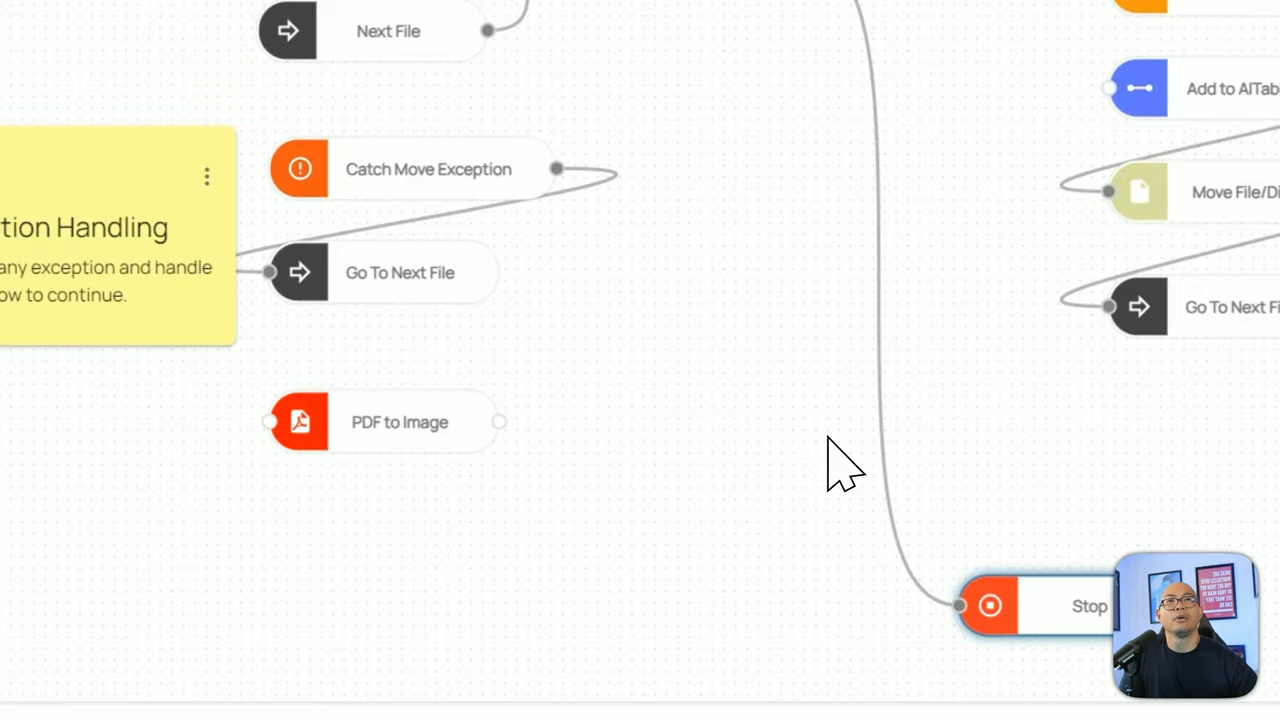 Next File
Catch Move Exception
tion Handling
any exception and handle
ow to continue.
Go To Next File
PDF to Image
Add to AITab
Move File/Di
Go To Next Fi
Stop